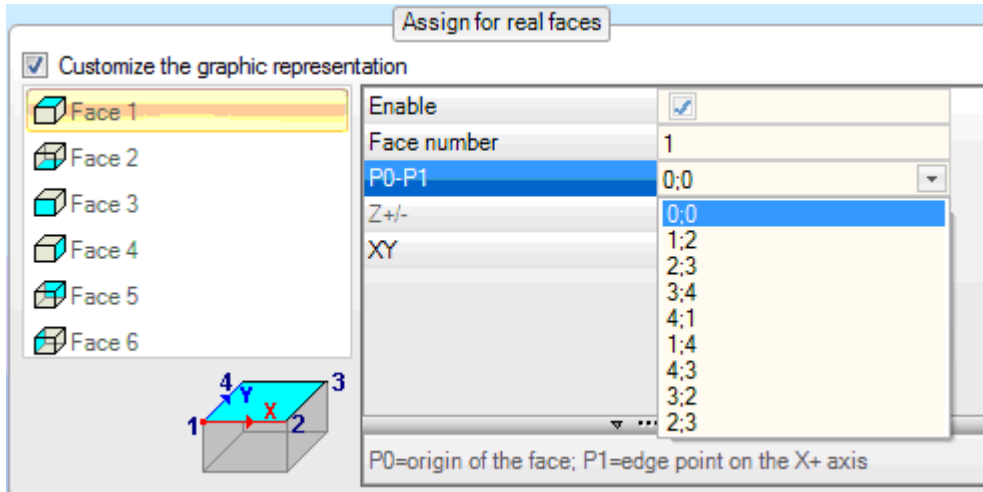 Assign for real faces
Customize the graphic representation
Face 1
Face 2
Face 3
Face 4
Face 5
Face 6
Enable
Face number 1
P0-P1 0;0
Z+/-
XY
0;0
1;2
2;3
3;4
4;1
1;4
4;3
3;2
2;3
4 3
Y
X
1 2
P0=origin of the face; P1=edge point on the X+ axis